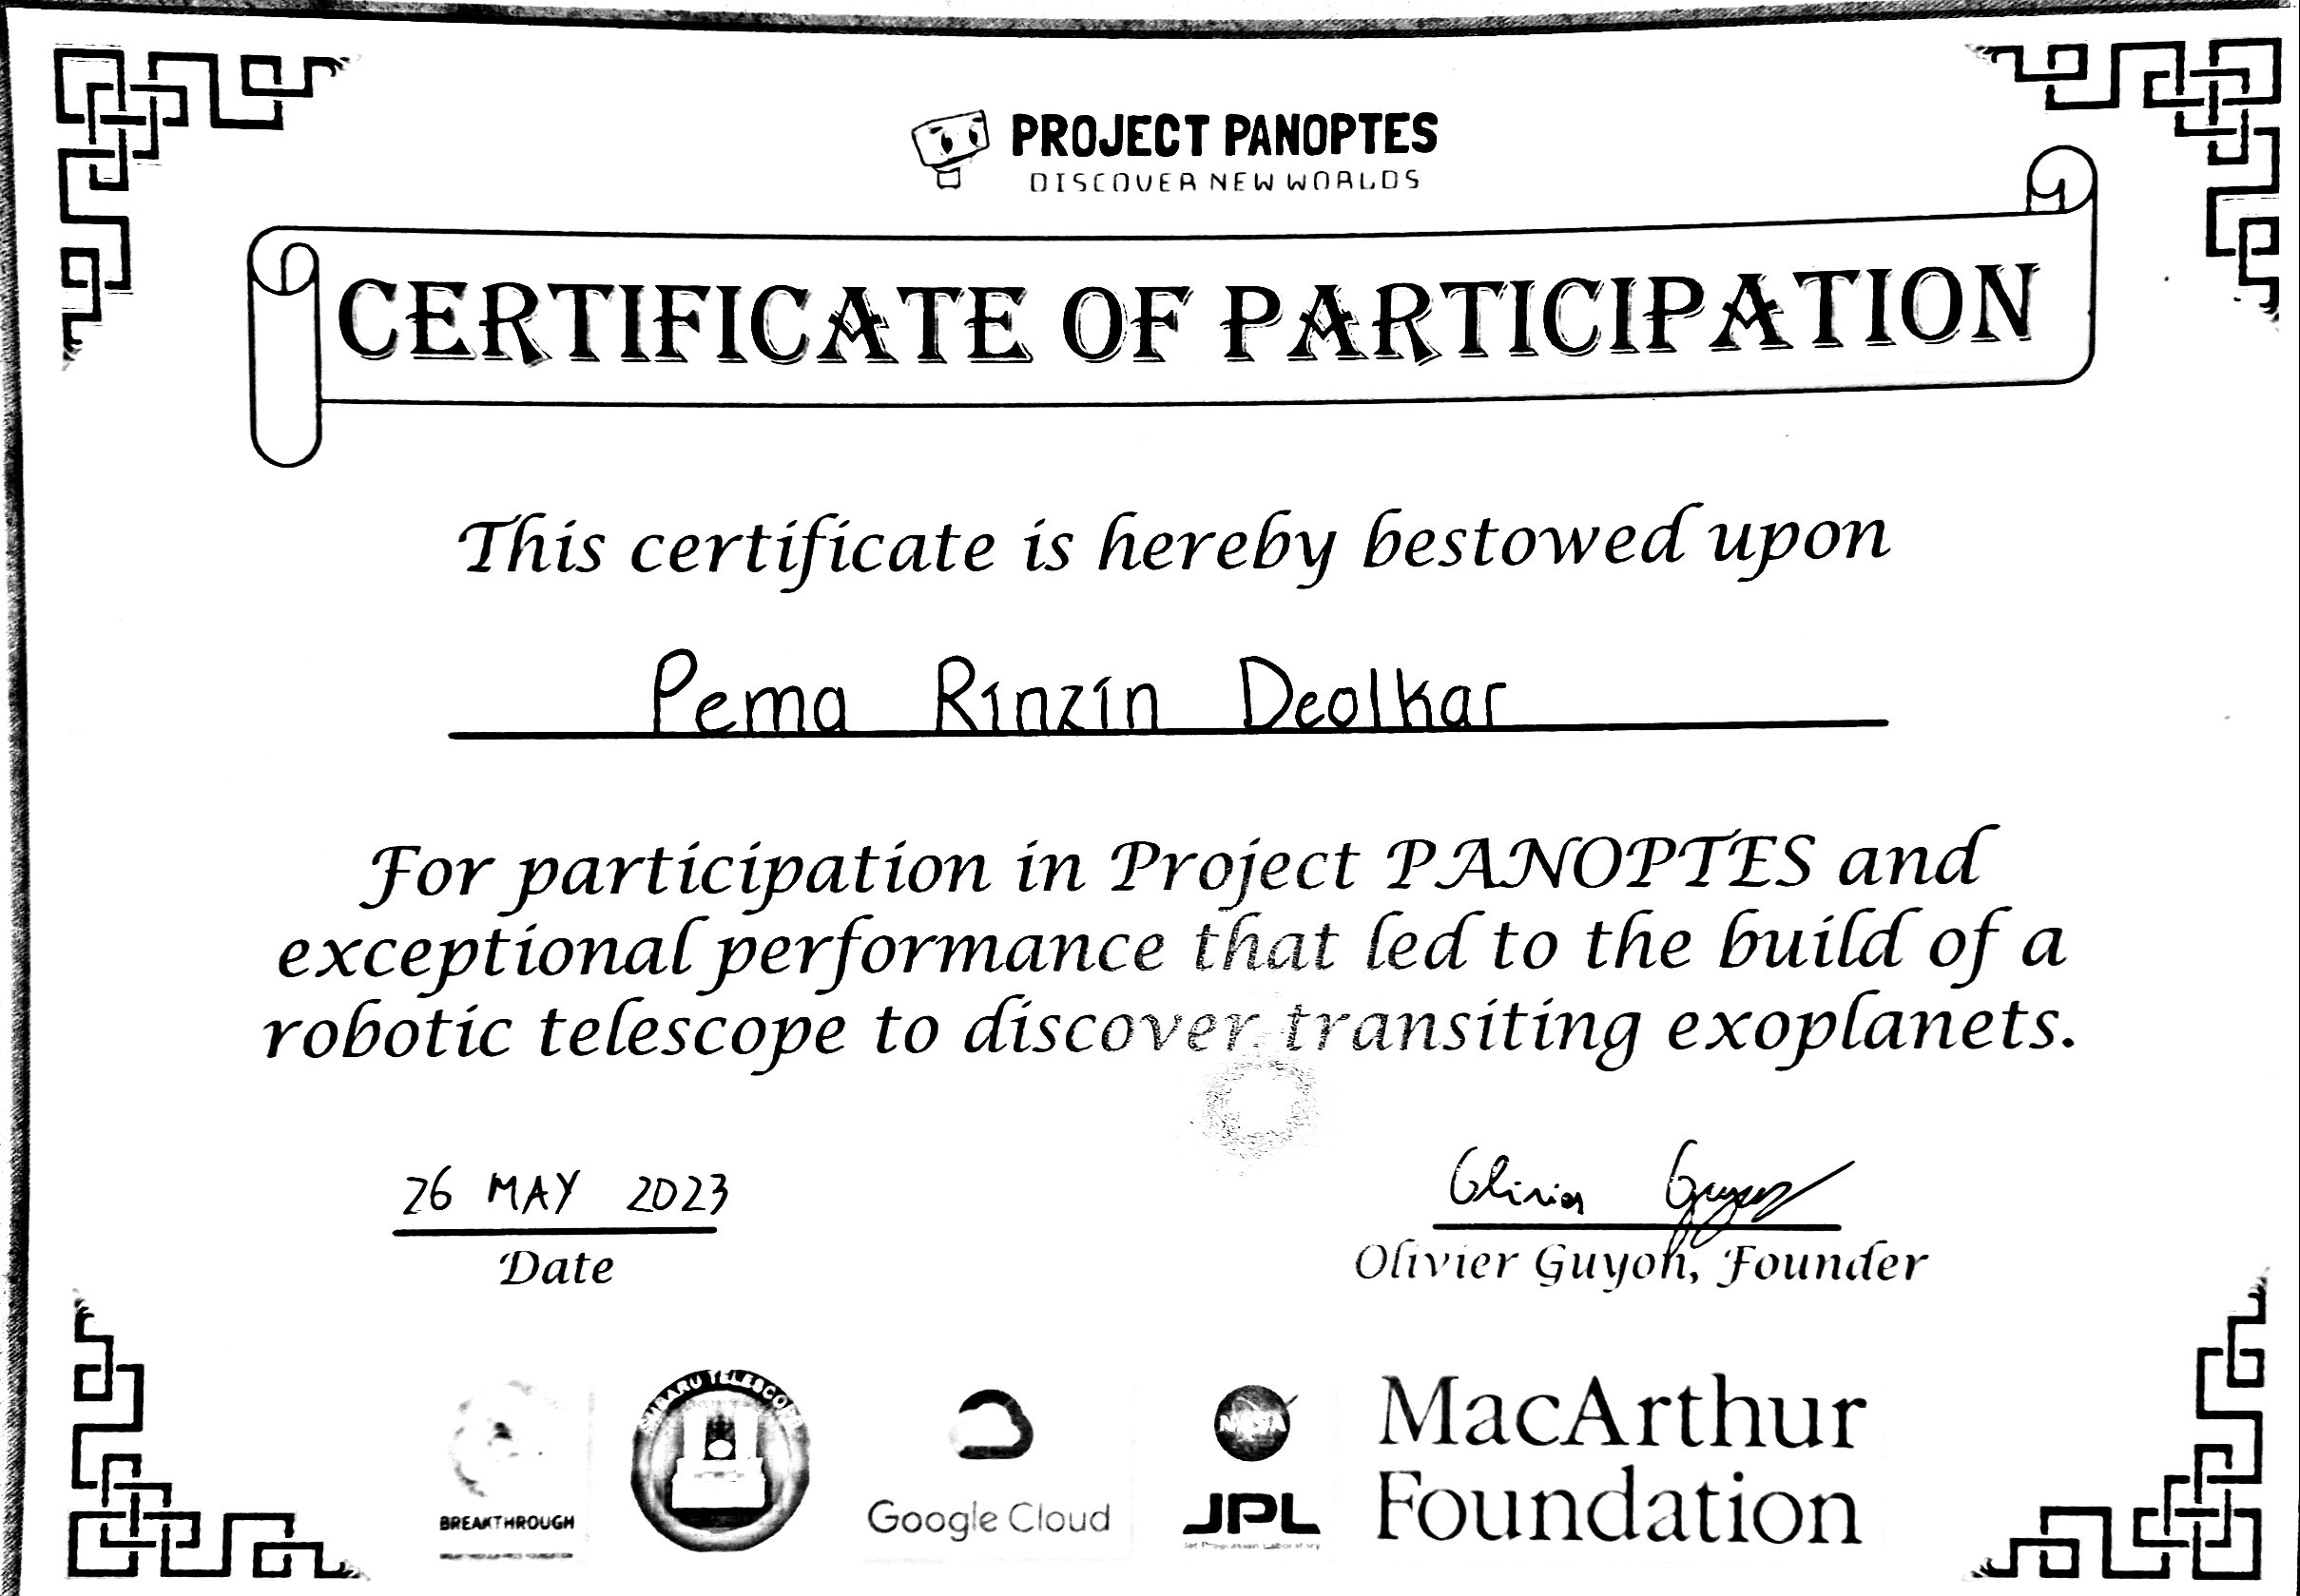 PROJECT PANOPTES
DISCOVER NEW WORLDS
CERTIFICATE OF PARTICIPATION
This certificate is hereby bestowed upon
Pema Rinzin Deolkar
For participation in Project PANOPTES and
exceptional performance that led to the build of a
robotic telescope to discover transiting exoplanets.
26 MAY 2023
Olivier Guyon
Date
Olivier Guyon, Founder
SUBARU TELESCOPE
NASA
MacArthur
Foundation
BREAKTHROUGH
Google Cloud
JPL
Jet Propulsion Laboratory